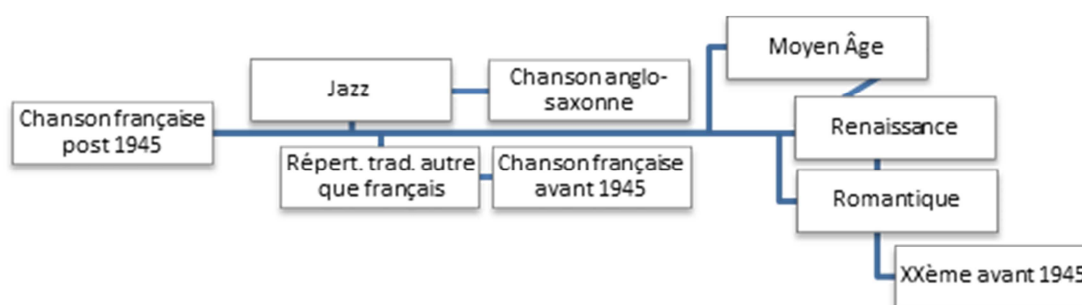 Chanson française
post 1945
Jazz
Chanson anglo-
saxonne
Répert. trad. autre
que français
Chanson française
avant 1945
Moyen Âge
Renaissance
Romantique
XXème avant 1945